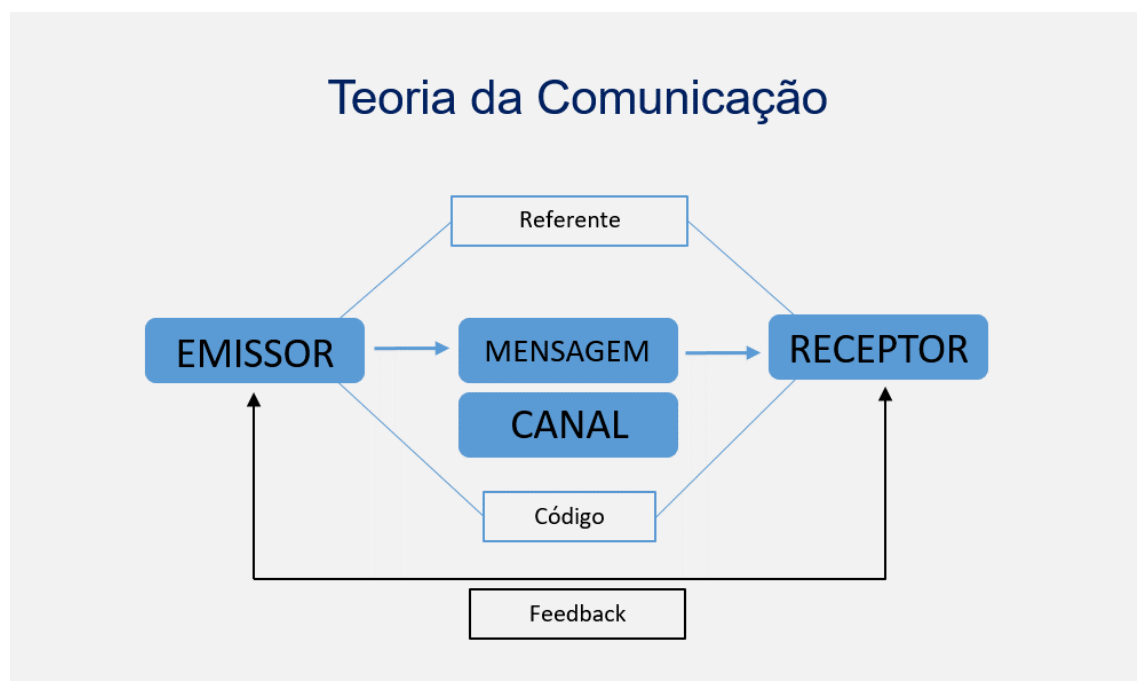 Teoria da Comunicação
Referente
EMISSOR
MENSAGEM
RECEPTOR
CANAL
Código
Feedback